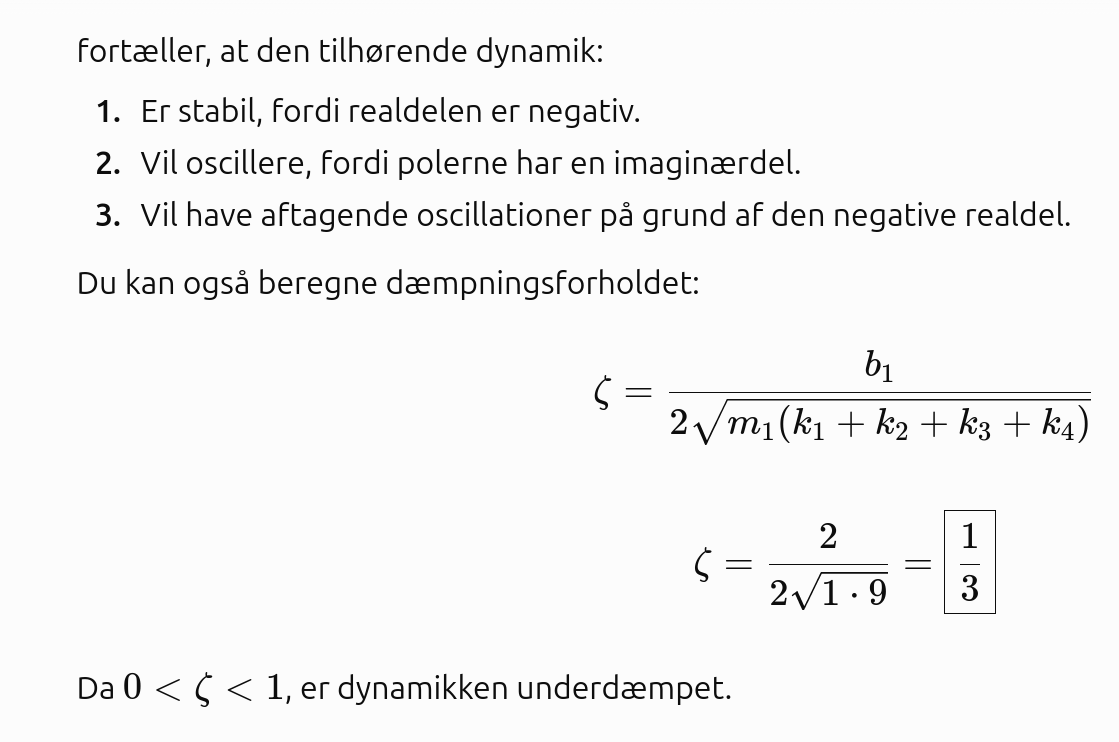 fortæller, at den tilhørende dynamik:
1. Er stabil, fordi realdelen er negativ.
2. Vil oscillere, fordi polerne har en imaginærdel.
3. Vil have aftagende oscillationer på grund af den negative realdel.
Du kan også beregne dæmpningsforholdet:
ζ = b₁ / (2√(m₁(k₁ + k₂ + k₃ + k₄)))
ζ = 2 / (2√(1 · 9)) = 1/3
Da 0 < ζ < 1, er dynamikken underdæmpet.